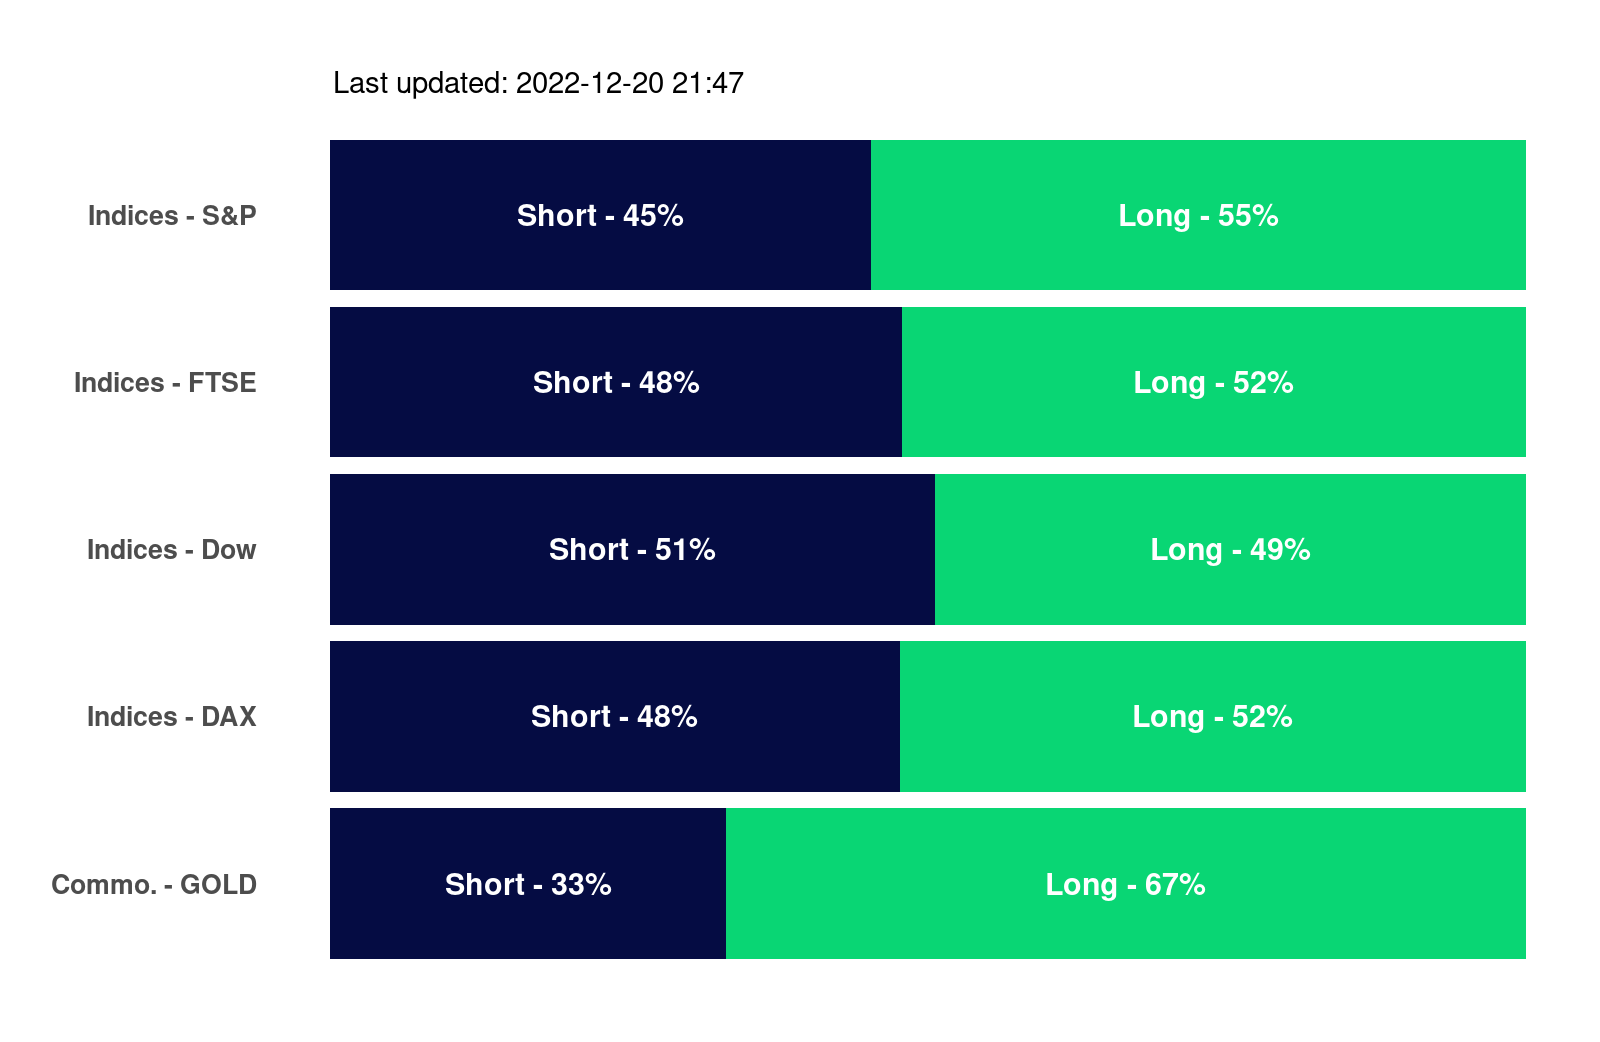 Last updated: 2022-12-20 21:47
Indices - S&P Short - 45% Long - 55%
Indices - FTSE Short - 48% Long - 52%
Indices - Dow Short - 51% Long - 49%
Indices - DAX Short - 48% Long - 52%
Commo. - GOLD Short - 33% Long - 67%